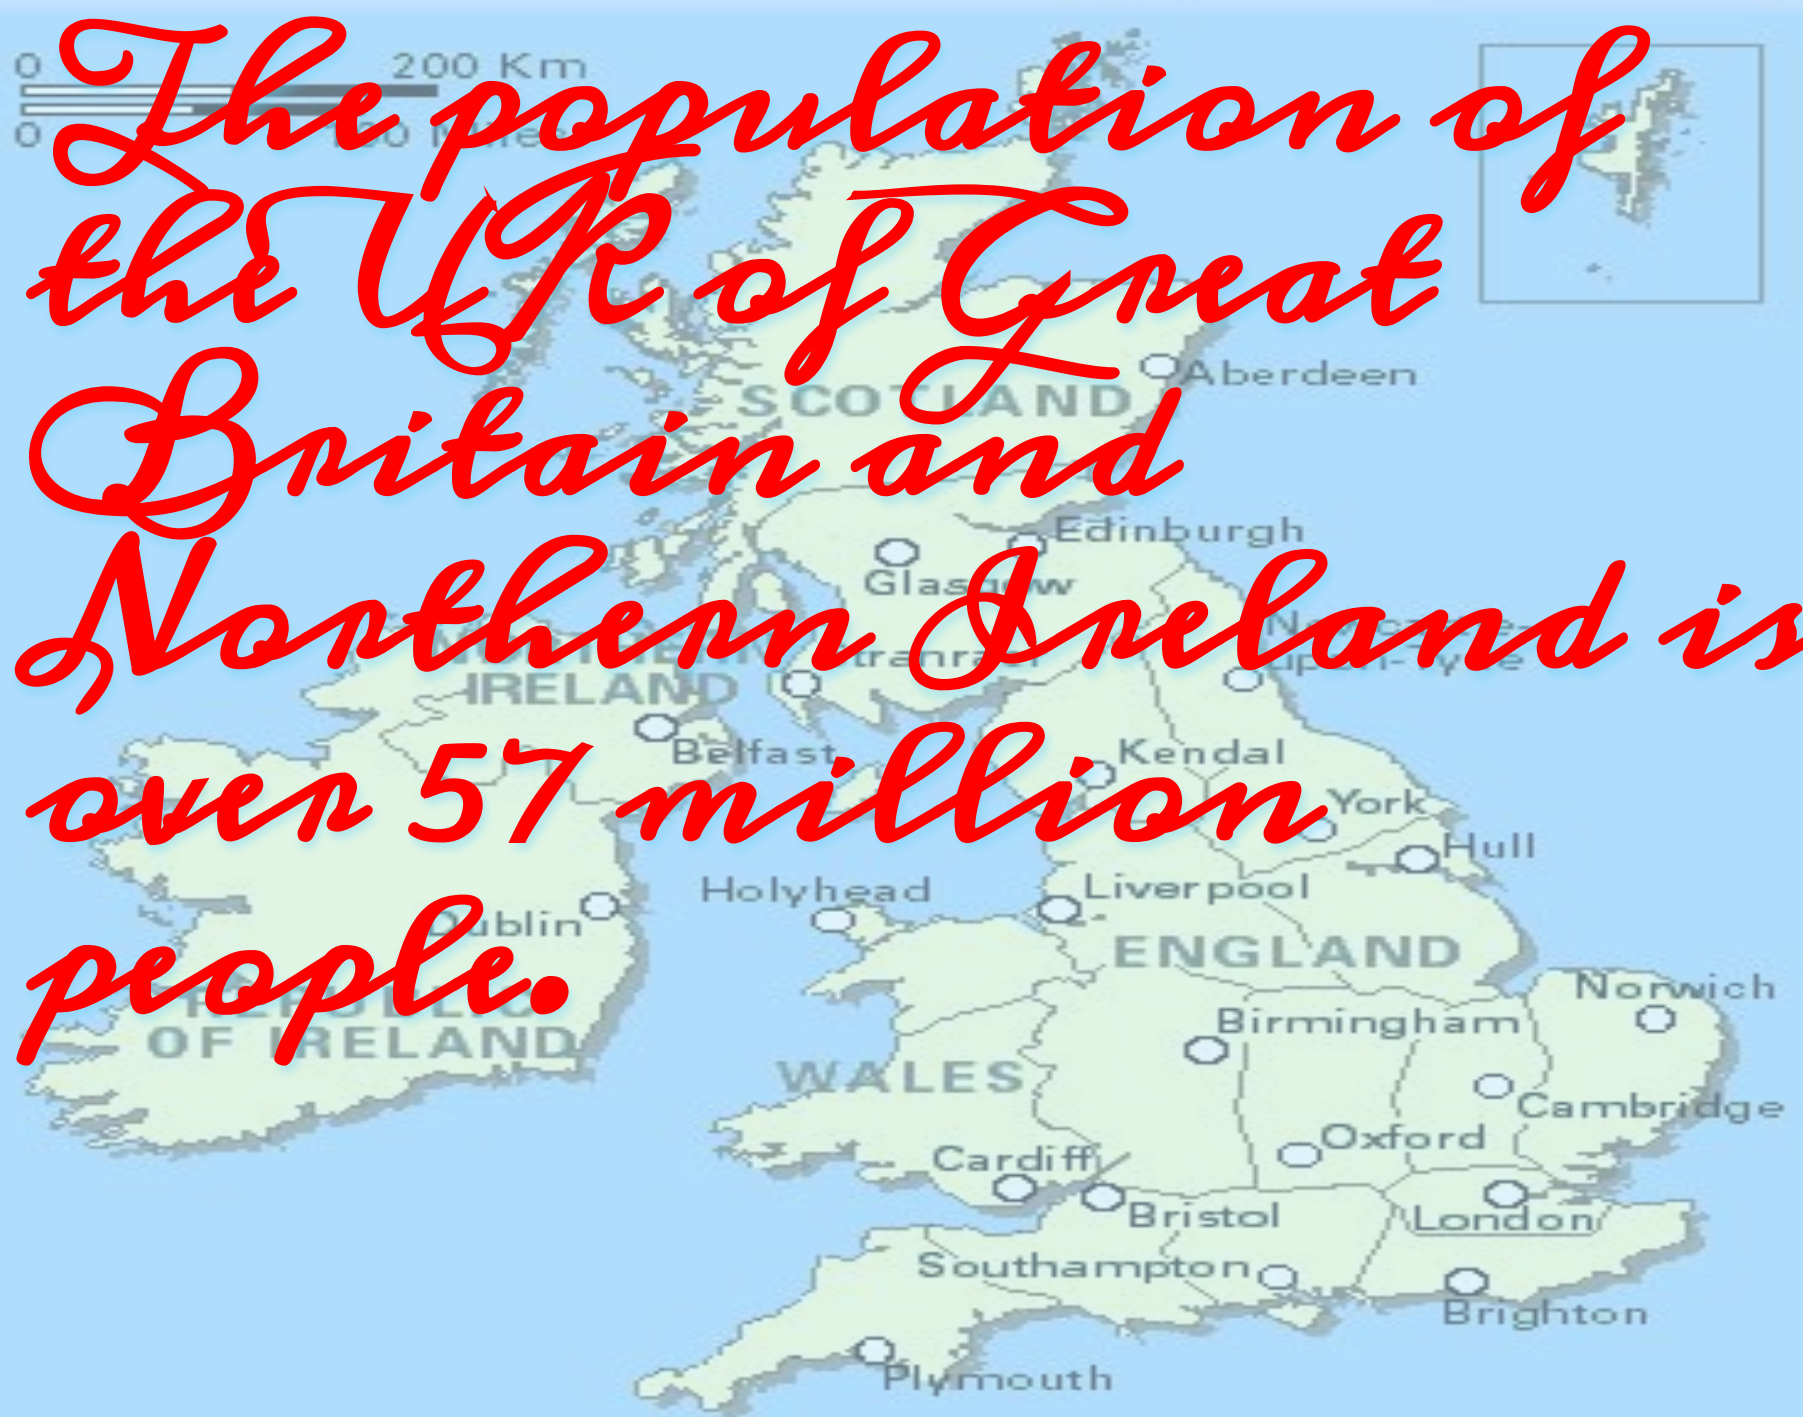 The population of
the UK of Great
Britain and
Northern Ireland is
over 57 million
people.
0 200 Km
0
Aberdeen
SCOTLAND
Edinburgh
Glasgow
IRELAND
Belfast
Kendal
York
Hull
Holyhead
Liverpool
Dublin
ENGLAND
Norwich
Birmingham
OF IRELAND
WALES
Cambridge
Oxford
Cardiff
Bristol
London
Southampton
Brighton
Plymouth